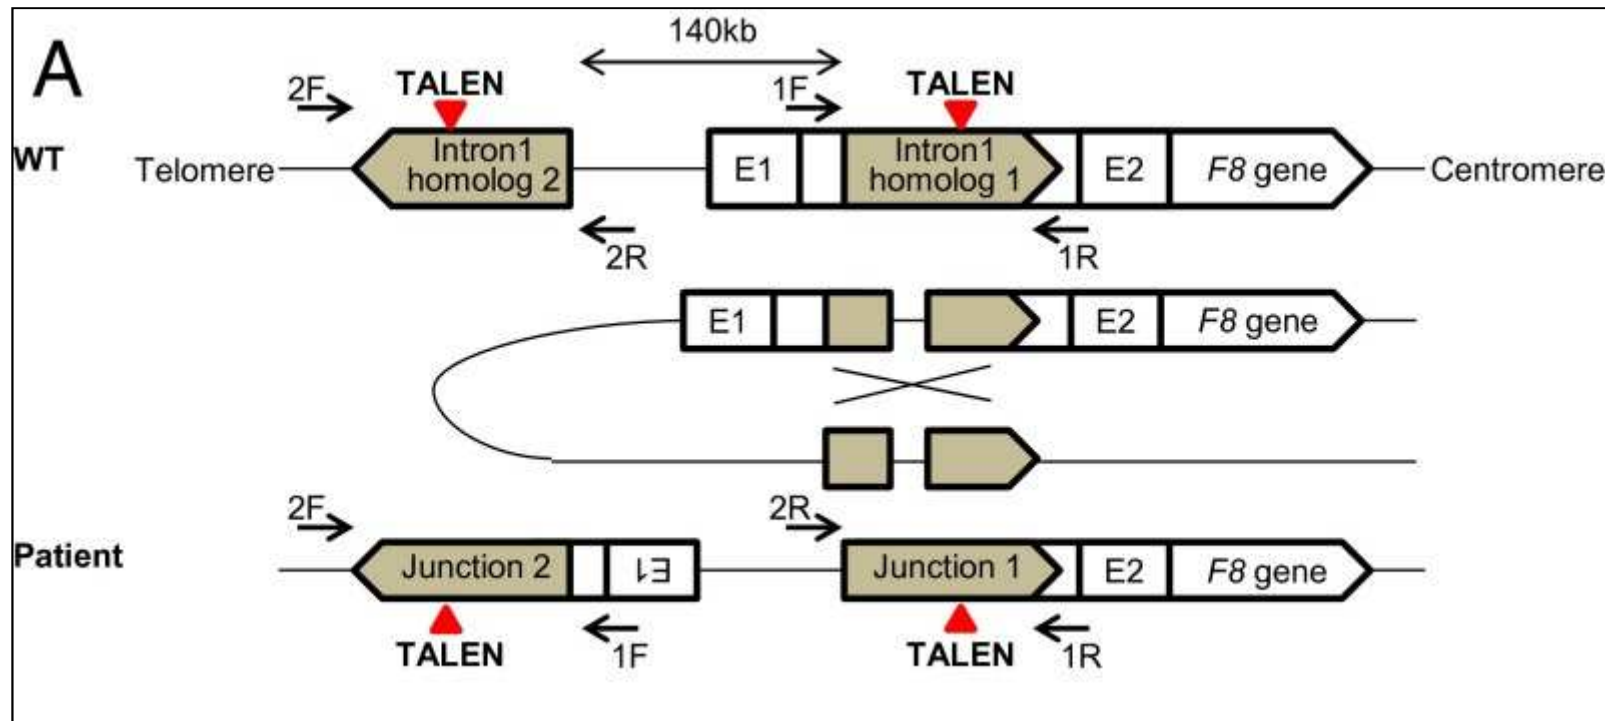 A
140kb
2F
TALEN
1F
TALEN
WT
Telomere
Intron1
homolog 2
E1
Intron1
homolog 1
E2
F8 gene
Centromere
2R
1R
E1
E2
F8 gene
2F
2R
Patient
Junction 2
E1
Junction 1
E2
F8 gene
TALEN
1F
TALEN
1R